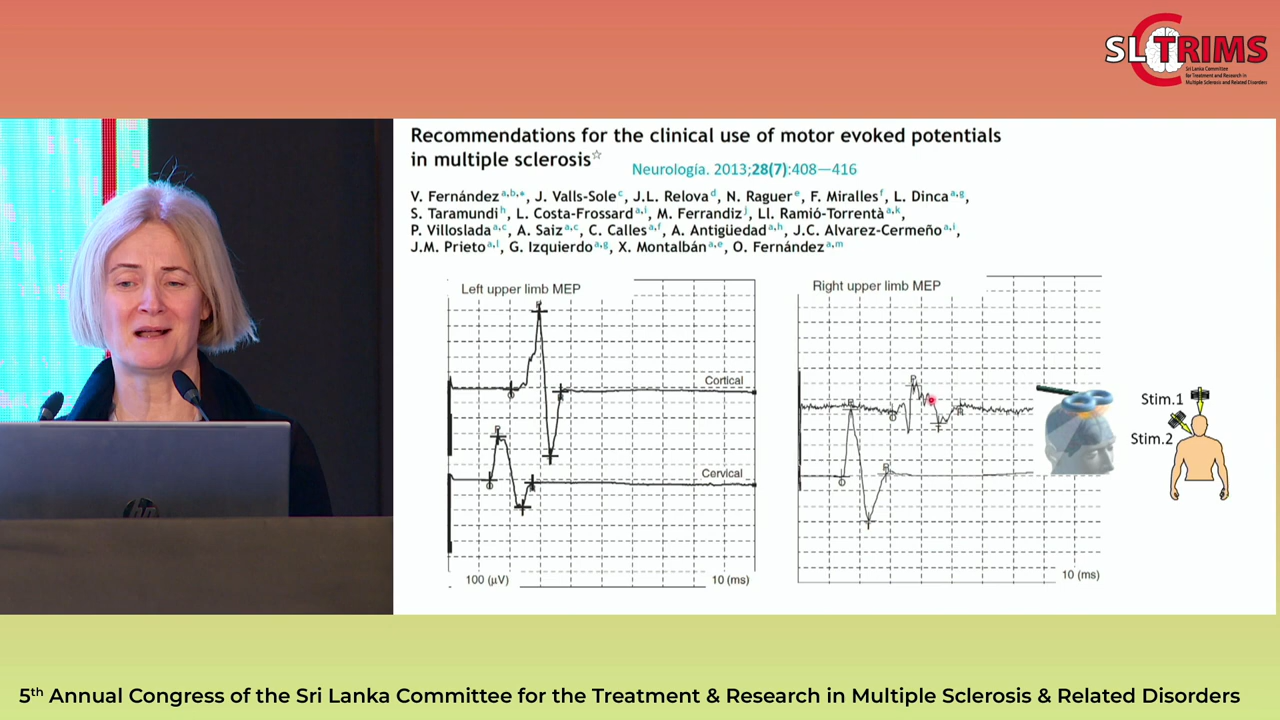 SLCTRIMS
Sri Lanka Committee
for Treatment and Research in
Multiple Sclerosis and Related Disorders
Recommendations for the clinical use of motor evoked potentials
in multiple sclerosis☆
Neurología. 2013;28(7):408—416
V. Fernández a,b,*, J. Valls-Sole c, J.L. Relova d, N. Raguer e, F. Miralles f, L. Dinca a,g,
S. Taramundi h, L. Costa-Frossard a,i, M. Ferrandiz j, Ll. Ramió-Torrentà a,k,
P. Villoslada a,c, A. Saiz a,c, C. Calles a,f, A. Antigüedad a,h, J.C. Alvarez-Cermeño a,i,
J.M. Prieto a,l, G. Izquierdo a,g, X. Montalbán a,e, O. Fernández a,m
Left upper limb MEP
Cortical
Cervical
100 (µV)
10 (ms)
Right upper limb MEP
10 (ms)
Stim.1
Stim.2
hp
5th Annual Congress of the Sri Lanka Committee for the Treatment & Research in Multiple Sclerosis & Related Disorders